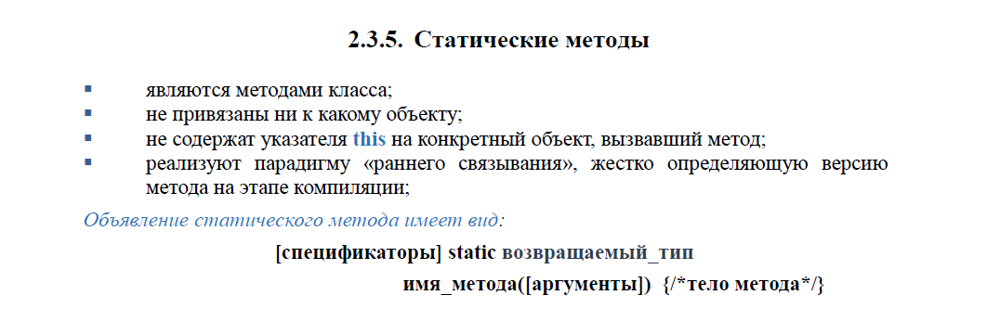 2.3.5. Статические методы
▪ являются методами класса;
▪ не привязаны ни к какому объекту;
▪ не содержат указателя this на конкретный объект, вызвавший метод;
▪ реализуют парадигму «раннего связывания», жестко определяющую версию
метода на этапе компиляции;
Объявление статического метода имеет вид:
[спецификаторы] static возвращаемый_тип
имя_метода([аргументы]) {/*тело метода*/}